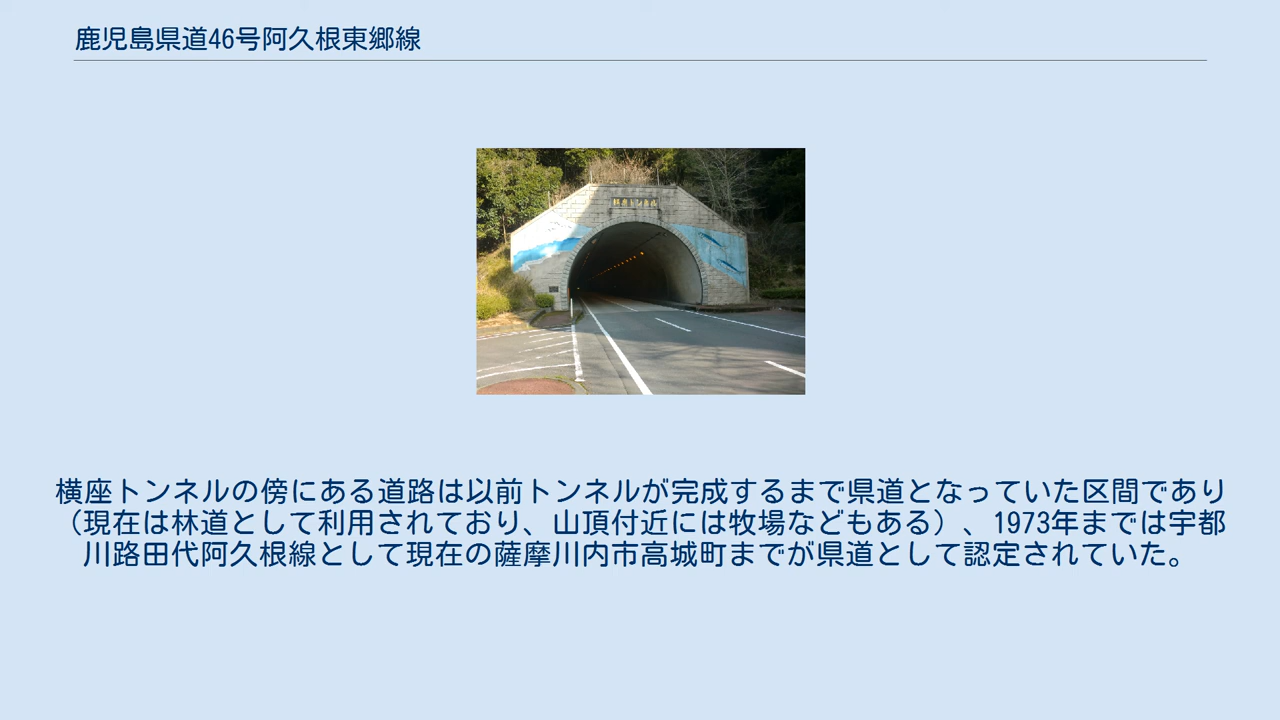 鹿児島県道46号阿久根東郷線
横座トンネル
横座トンネルの傍にある道路は以前トンネルが完成するまで県道となっていた区間であり
（現在は林道として利用されており、山頂付近には牧場などもある）、1973年までは宇都
川路田代阿久根線として現在の薩摩川内市高城町までが県道として認定されていた。